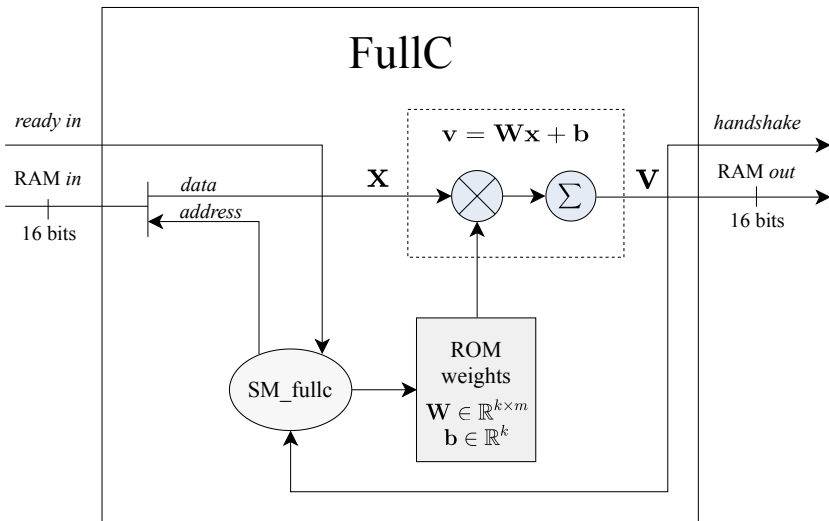 FullC
ready in
handshake
v = Wx + b
RAM in
data
x
v
RAM out
address
16 bits
16 bits
∑
SM_fullc
ROM
weights
W ∈ ℝ^{k×m}
b ∈ ℝ^k